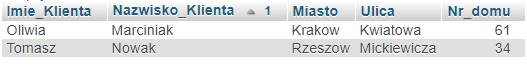 Imie_Klienta Nazwisko_Klienta 1 Miasto Ulica Nr_domu
Oliwia Marciniak Krakow Kwiatowa 61
Tomasz Nowak Rzeszow Mickiewicza 34